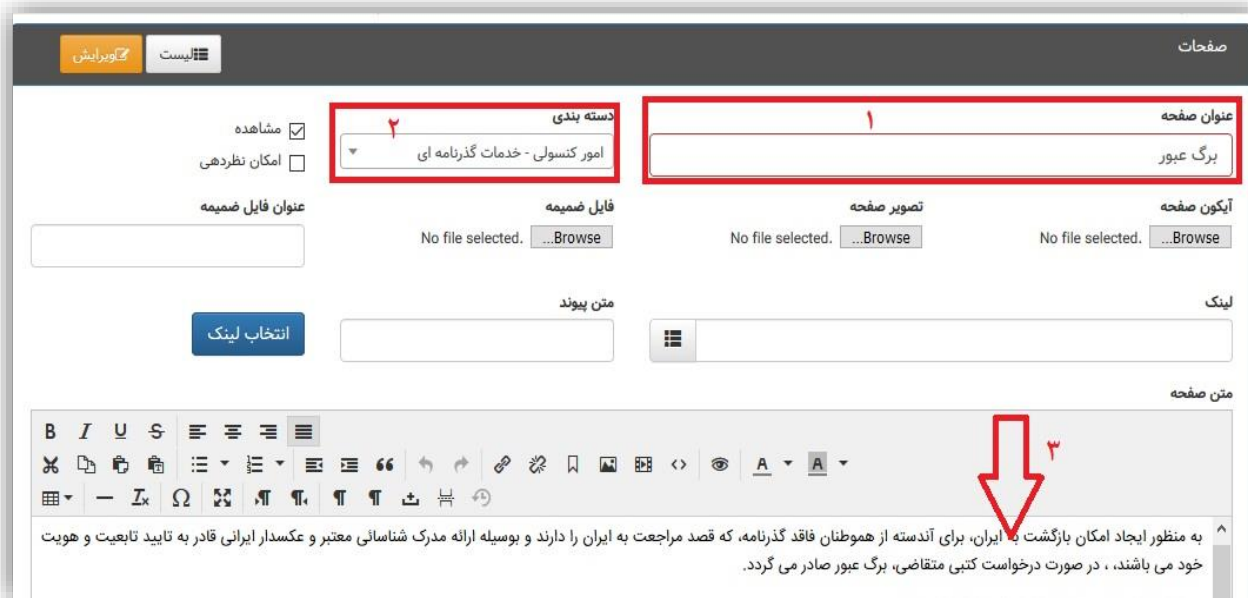 صفحات
لیست
ویرایش
عنوان صفحه
۱
برگ عبور
دسته بندی
۲
امور کنسولی - خدمات گذرنامه ای
مشاهده
امکان نظردهی
آیکون صفحه
Browse... No file selected.
تصویر صفحه
Browse... No file selected.
فایل ضمیمه
Browse... No file selected.
عنوان فایل ضمیمه
لینک
متن پیوند
انتخاب لینک
متن صفحه
۳
به منظور ایجاد امکان بازگشت به ایران، برای آندسته از هموطنان فاقد گذرنامه، که قصد مراجعت به ایران را دارند و بوسیله ارائه مدرک شناسائی معتبر و عکسدار ایرانی قادر به تایید تابعیت و هویت
خود می باشند، ، در صورت درخواست کتبی متقاضی، برگ عبور صادر می گردد.